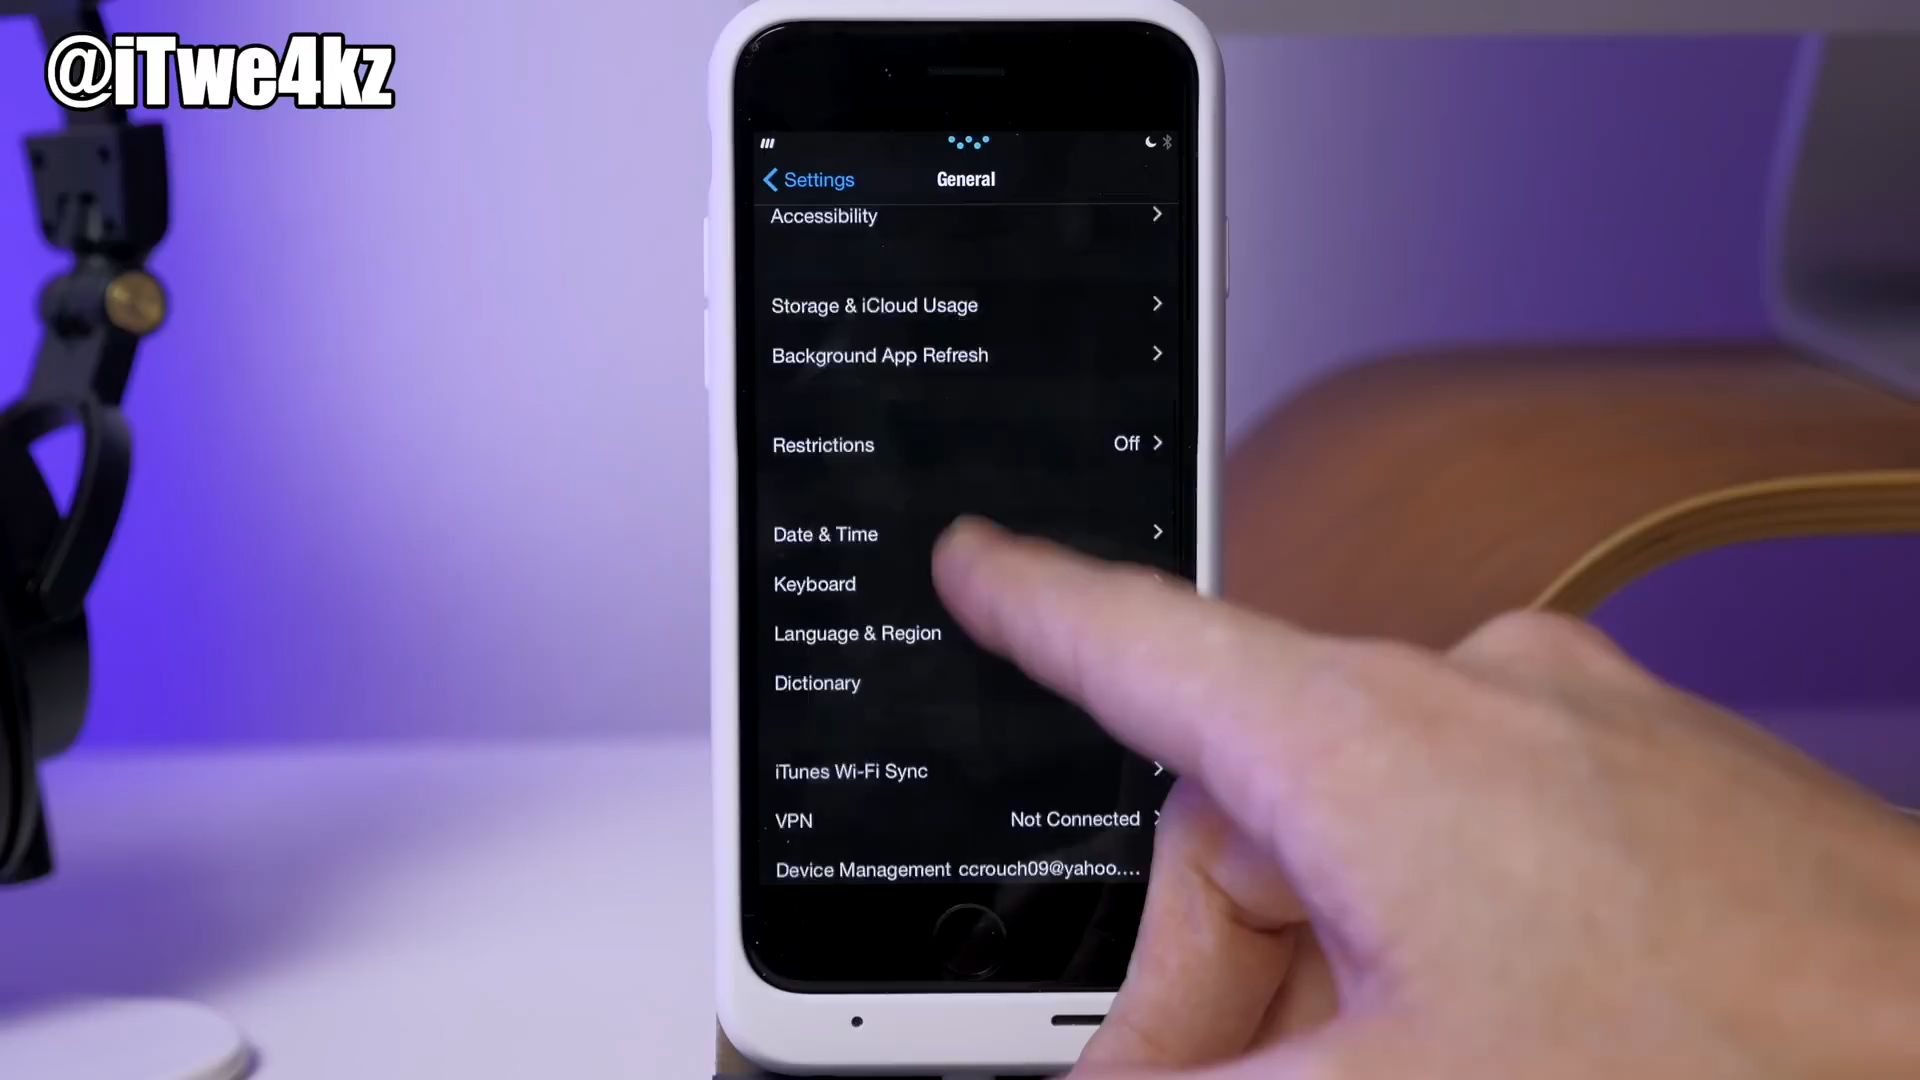 @iTwe4kz
Settings
General
Accessibility
Storage & iCloud Usage
Background App Refresh
Restrictions Off
Date & Time
Keyboard
Language & Region
Dictionary
iTunes Wi-Fi Sync
VPN Not Connected
Device Management ccrouch09@yahoo....